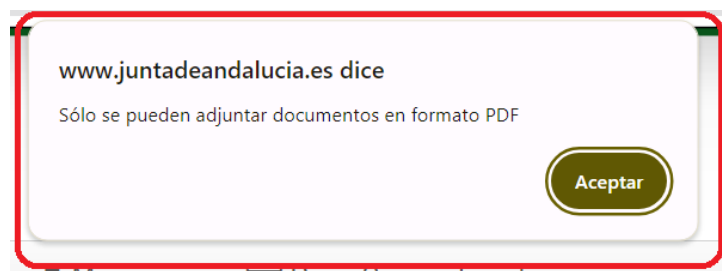 www.juntadeandalucia.es dice
Sólo se pueden adjuntar documentos en formato PDF
Aceptar